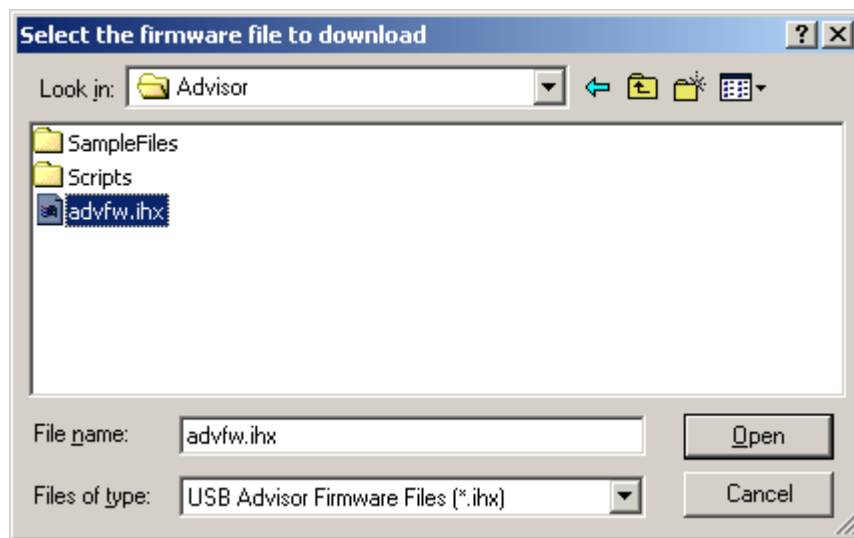 Select the firmware file to download
Look in: Advisor
SampleFiles
Scripts
advfw.ihx
File name: advfw.ihx Open
Files of type: USB Advisor Firmware Files (*.ihx) Cancel